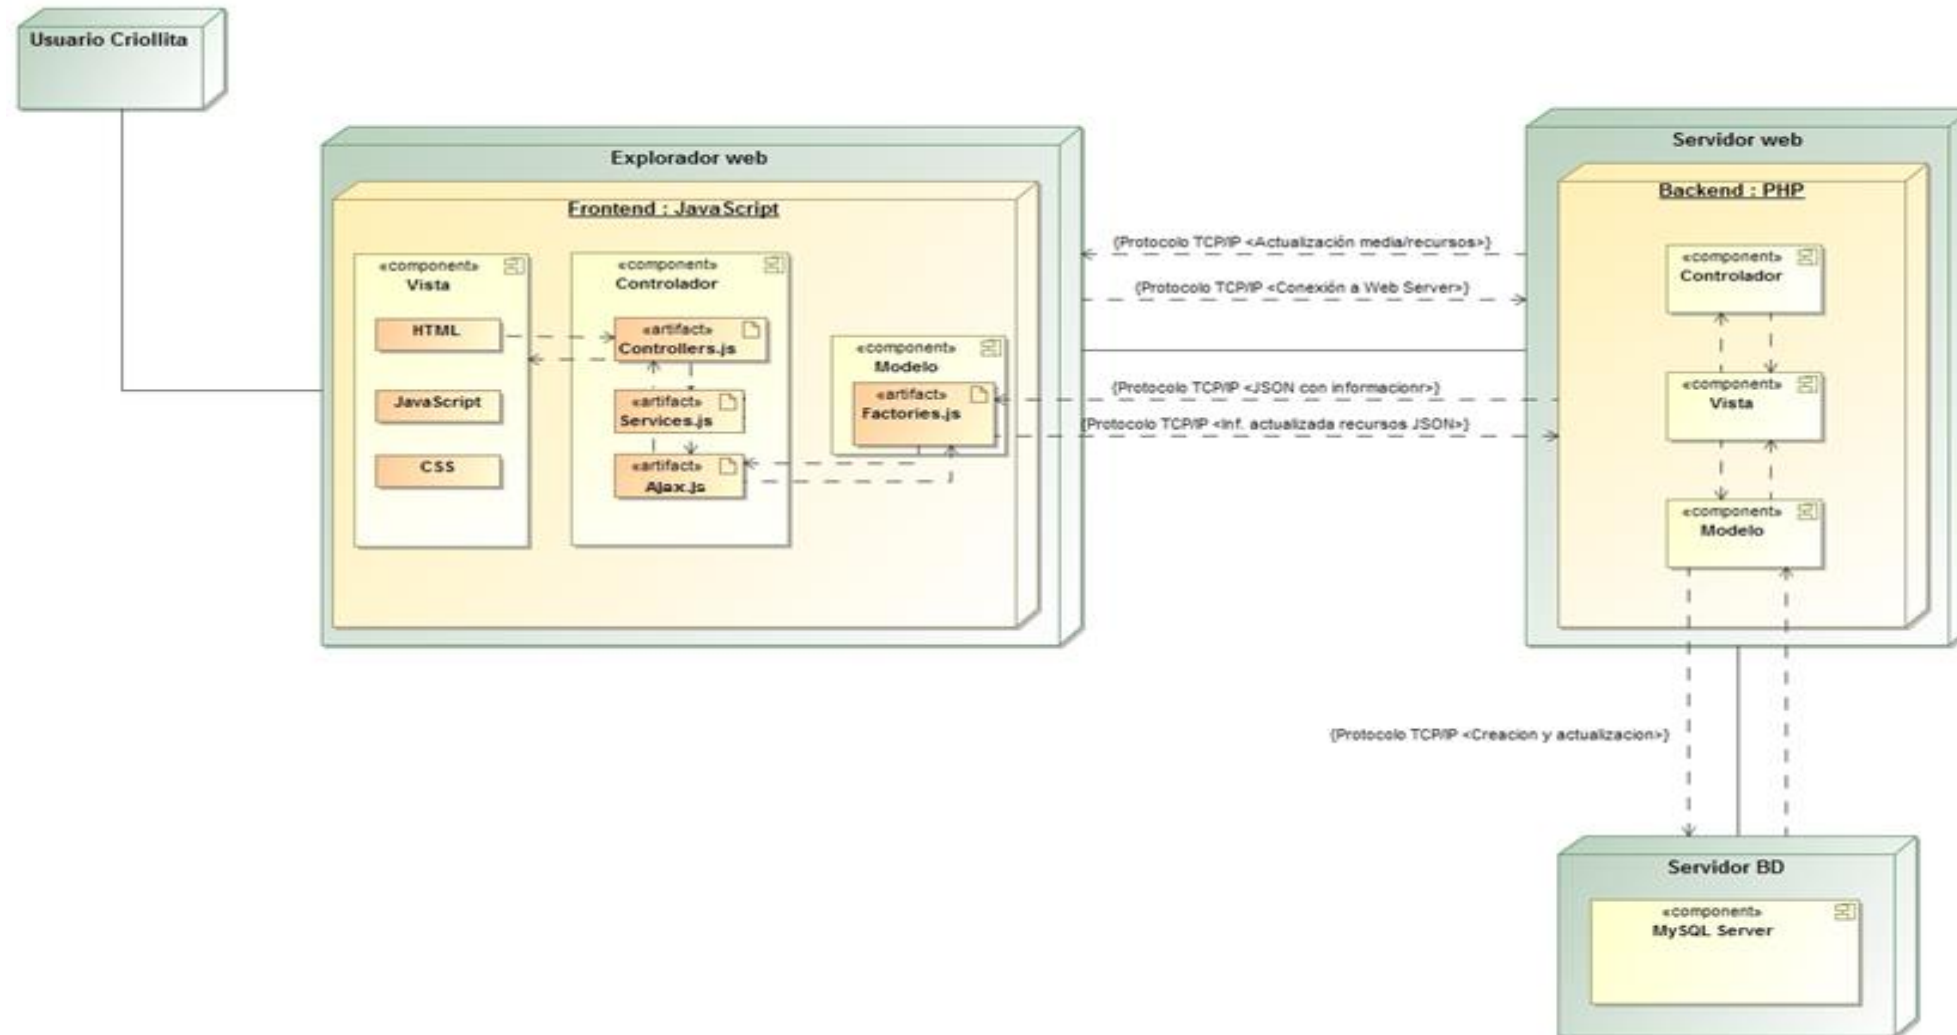 Usuario Criollita
Explorador web
Frontend : JavaScript
«component»
Vista
HTML
JavaScript
CSS
«component»
Controlador
«artifact»
Controllers.js
«artifact»
Services.js
«artifact»
Ajax.js
«component»
Modelo
«artifact»
Factories.js
{Protocolo TCP/IP <Actualización media/recursos>}
{Protocolo TCP/IP <Conexión a Web Server>}
{Protocolo TCP/IP <JSON con informacionr>}
{Protocolo TCP/IP <Inf. actualizada recursos JSON>}
Servidor web
Backend : PHP
«component»
Controlador
«component»
Vista
«component»
Modelo
{Protocolo TCP/IP <Creacion y actualizacion>}
Servidor BD
«component»
MySQL Server